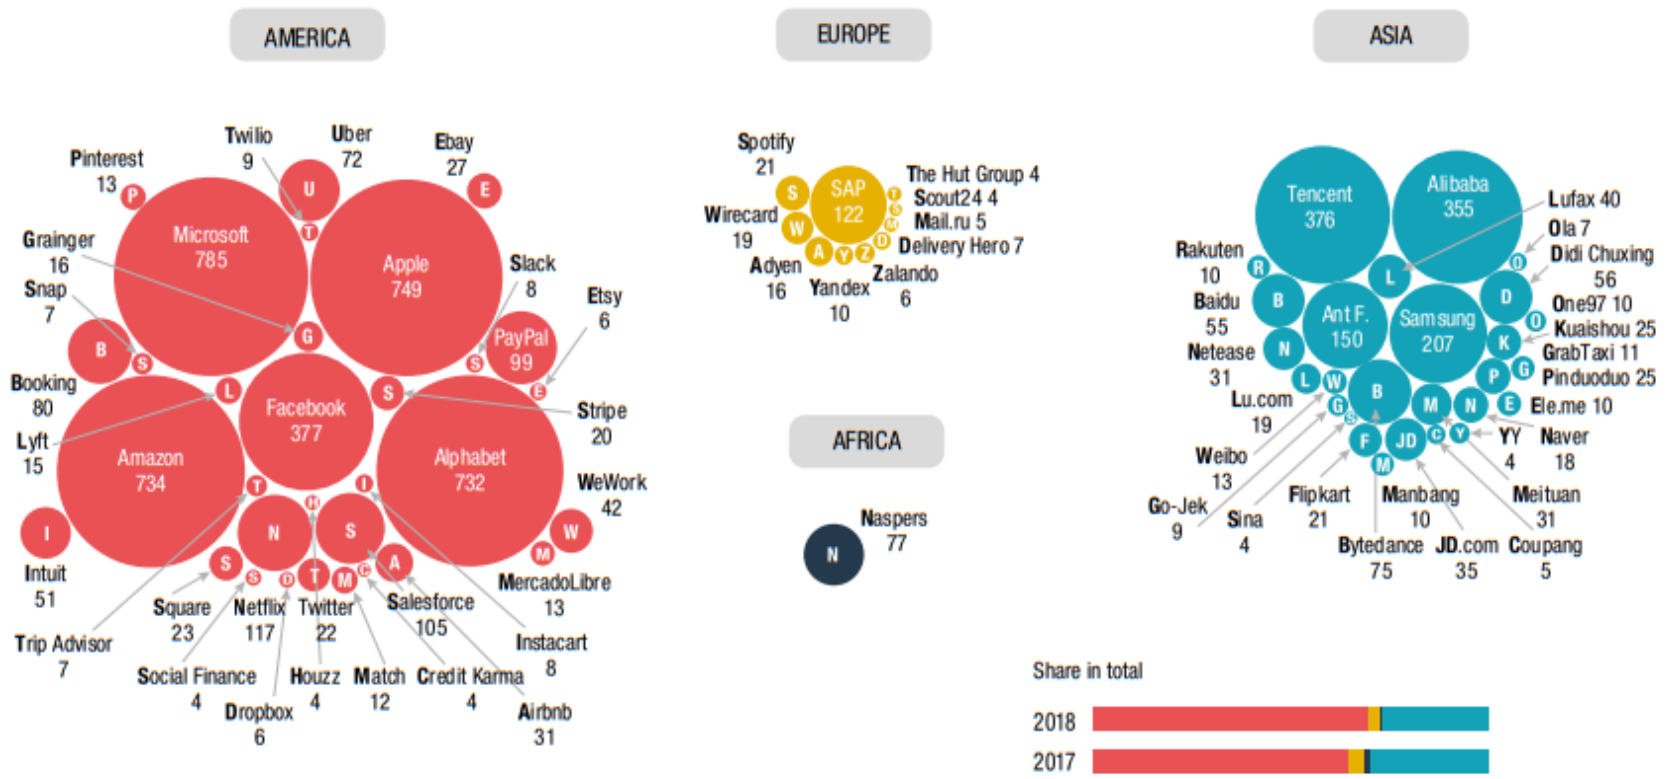 AMERICA
EUROPE
ASIA
Twilio
9
Uber
72
Ebay
27
Pinterest
13
P
U
E
T
Microsoft
785
Apple
749
Grainger
16
Snap
7
Slack
8
Etsy
6
G
PayPal
99
B
S
S
Booking
80
L
S
E
Facebook
377
Stripe
20
Lyft
15
Amazon
734
Alphabet
732
WeWork
42
T
I
H
I
N
S
W
M
S
S
D
T
M
C
A
Intuit
51
MercadoLibre
13
Square
23
Netflix
117
Twitter
22
Salesforce
105
Trip Advisor
7
Instacart
8
Social Finance
4
Houzz
4
Match
12
Credit Karma
4
Dropbox
6
Airbnb
31
Spotify
21
SAP
122
The Hut Group 4
Scout24 4
Mail.ru 5
Delivery Hero 7
S
T
S
M
Wirecard
19
W
D
A
Y
Z
Adyen
16
Yandex
10
Zalando
6
AFRICA
Naspers
77
N
Tencent
376
Alibaba
355
Lufax 40
Ola 7
Didi Chuxing
56
Rakuten
10
R
L
O
Baidu
55
B
D
One97 10
Ant F.
150
Samsung
207
O
Kuaishou 25
K
GrabTaxi 11
Netease
31
N
Pinduoduo 25
L
W
B
P
G
Lu.com
19
G
S
M
N
E
Ele.me 10
F
JD
C
Y
M
Weibo
13
YY
4
Naver
18
Go-Jek
9
Sina
4
Flipkart
21
Manbang
10
Meituan
31
Bytedance
75
JD.com
35
Coupang
5
Share in total
2018
2017